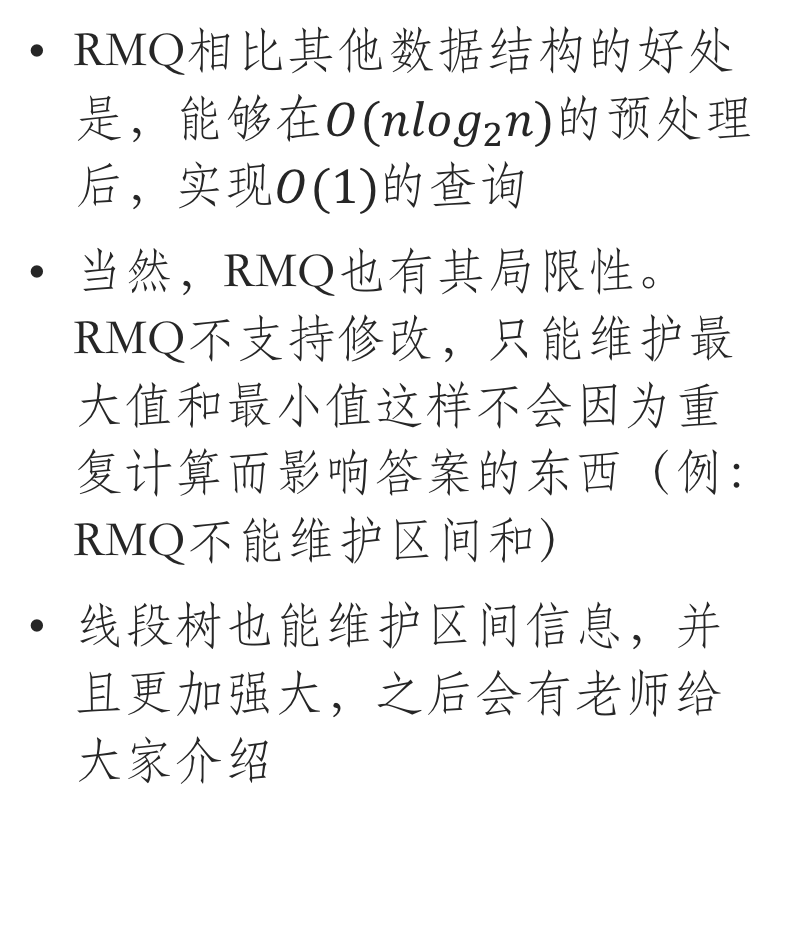 • RMQ相比其他数据结构的好处
是，能够在O(nlog₂n)的预处理
后，实现O(1)的查询
• 当然，RMQ也有其局限性。
RMQ不支持修改，只能维护最
大值和最小值这样不会因为重
复计算而影响答案的东西（例：
RMQ不能维护区间和）
• 线段树也能维护区间信息，并
且更加强大，之后会有老师给
大家介绍